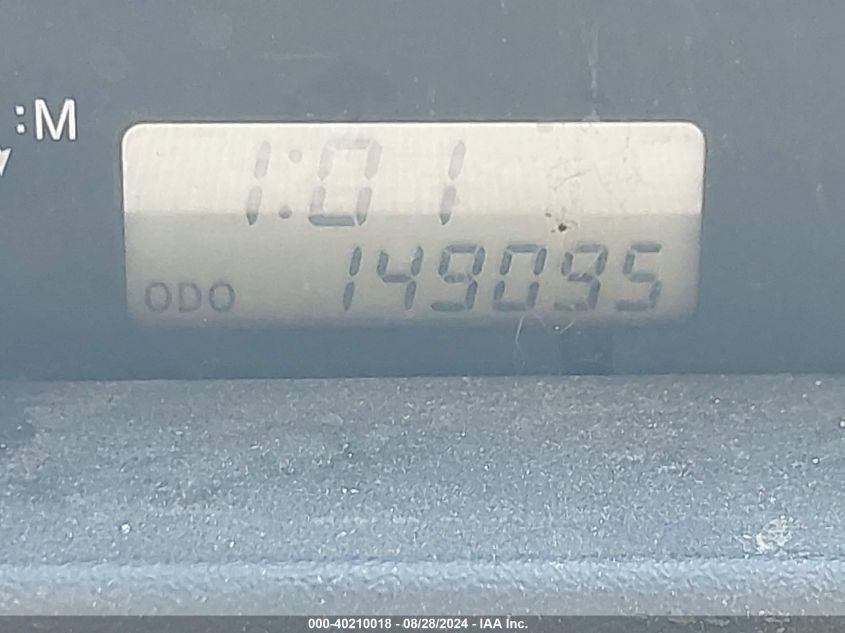 :M
1:01
ODO 149095
000-40210018 - 08/28/2024 - IAA Inc.